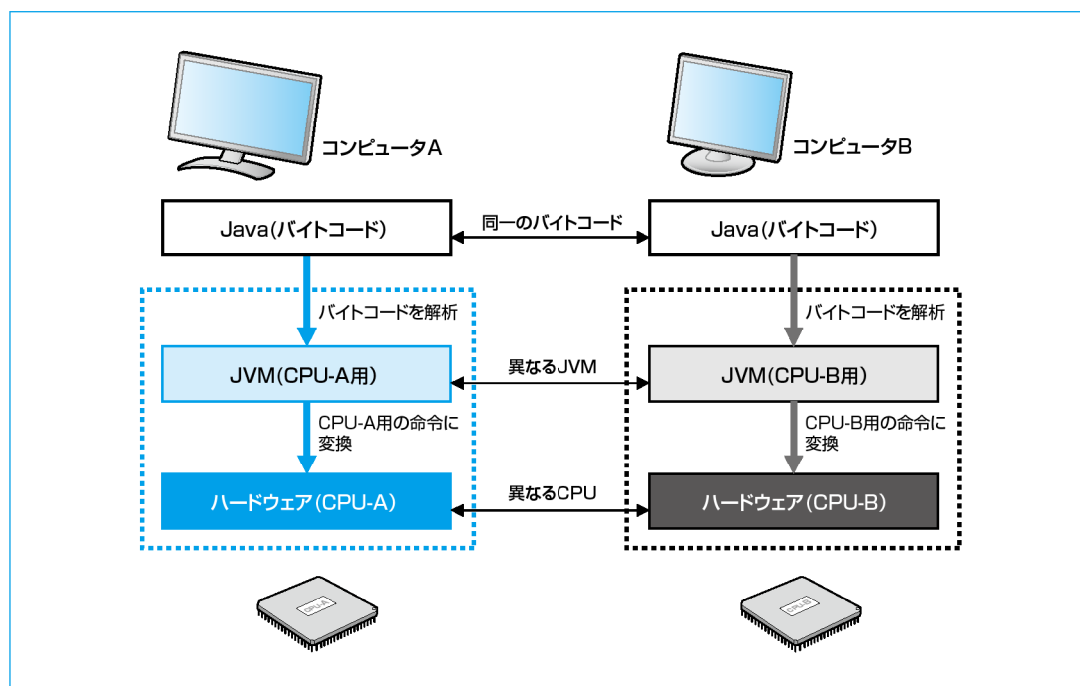 コンピュータA
コンピュータB
Java(バイトコード)
同一のバイトコード
Java(バイトコード)
バイトコードを解析
バイトコードを解析
JVM(CPU-A用)
異なるJVM
JVM(CPU-B用)
CPU-A用の命令に
変換
CPU-B用の命令に
変換
ハードウェア(CPU-A)
異なるCPU
ハードウェア(CPU-B)
CPU-A
CPU-B